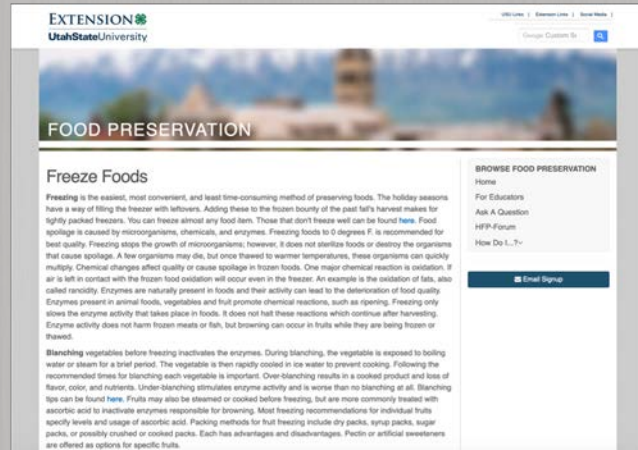 EXTENSION
UtahStateUniversity
USU Links | Extension Links | Social Media |
Google Custom Se
FOOD PRESERVATION
Freeze Foods
Freezing is the easiest, most convenient, and least time-consuming method of preserving foods. The holiday seasons
have a way of filling the freezer with leftovers. Adding these to the frozen bounty of the past fall's harvest makes for
tightly packed freezers. You can freeze almost any food item. Those that don't freeze well can be found here. Food
spoilage is caused by microorganisms, chemicals, and enzymes. Freezing foods to 0 degrees F. is recommended for
best quality. Freezing stops the growth of microorganisms; however, it does not sterilize foods or destroy the organisms
that cause spoilage. A few organisms may die, but once thawed to warmer temperatures, these organisms can quickly
multiply. Chemical changes affect quality or cause spoilage in frozen foods. One major chemical reaction is oxidation. If
air is left in contact with the frozen food oxidation will occur even in the freezer. An example is the oxidation of fats, also
called rancidity. Enzymes are naturally present in foods and their activity can lead to the deterioration of food quality.
Enzymes present in animal foods, vegetables and fruit promote chemical reactions, such as ripening. Freezing only
slows the enzyme activity that takes place in foods. It does not halt these reactions which continue after harvesting.
Enzyme activity does not harm frozen meats or fish, but browning can occur in fruits while they are being frozen or
thawed.
Blanching vegetables before freezing inactivates the enzymes. During blanching, the vegetable is exposed to boiling
water or steam for a brief period. The vegetable is then rapidly cooled in ice water to prevent cooking. Following the
recommended times for blanching each vegetable is important. Over-blanching results in a cooked product and loss of
flavor, color, and nutrients. Under-blanching stimulates enzyme activity and is worse than no blanching at all. Blanching
tips can be found here. Fruits may also be steamed or cooked before freezing, but are more commonly treated with
ascorbic acid to inactivate enzymes responsible for browning. Most freezing recommendations for individual fruits
specify levels and usage of ascorbic acid. Packing methods for fruit freezing include dry packs, syrup packs, sugar
packs, or possibly crushed or cooked packs. Each has advantages and disadvantages. Pectin or artificial sweeteners
are offered as options for specific fruits.
BROWSE FOOD PRESERVATION
Home
For Educators
Ask A Question
HFP-Forum
How Do I...?
Email Signup